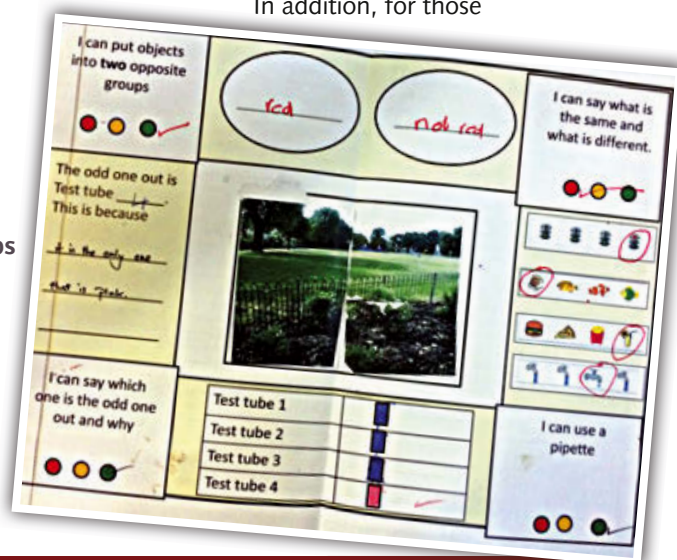 In addition, for those
I can put objects
into two opposite
groups
red
not red
I can say what is
the same and
what is different.
The odd one out is
Test tube 4.
This is because
it is the only one
that is pink.
I can say which
one is the odd one
out and why
Test tube 1
Test tube 2
Test tube 3
Test tube 4
I can use a
pipette